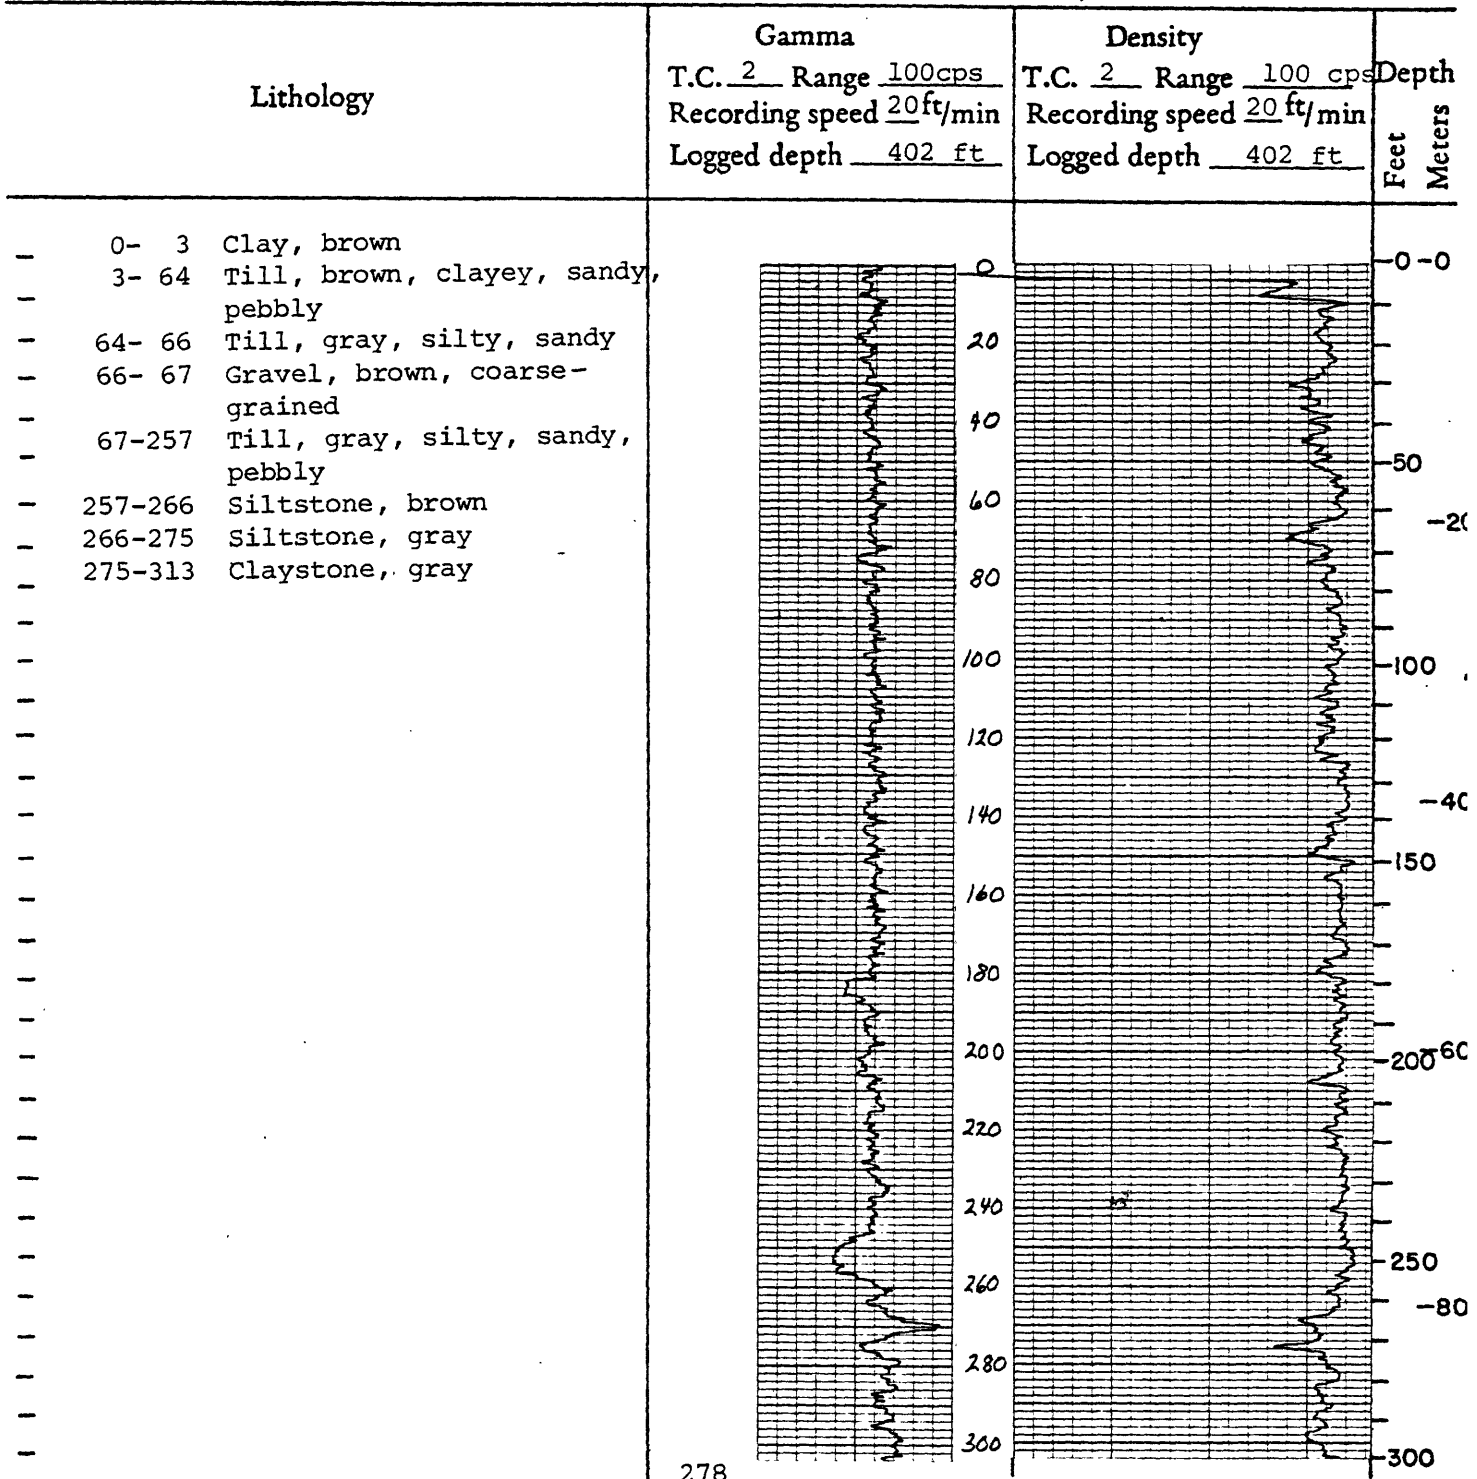 Lithology
Gamma
T.C. 2 Range 100cps
Recording speed 20 ft/min
Logged depth 402 ft
Density
T.C. 2 Range 100 cps
Recording speed 20 ft/min
Logged depth 402 ft
Depth
Feet
Meters
0- 3 Clay, brown
3- 64 Till, brown, clayey, sandy,
pebbly
64- 66 Till, gray, silty, sandy
66- 67 Gravel, brown, coarse-
grained
67-257 Till, gray, silty, sandy,
pebbly
257-266 Siltstone, brown
266-275 Siltstone, gray
275-313 Claystone, gray
0
20
40
60
80
100
120
140
160
180
200
220
240
260
280
300
-0 -0
-50
-100
-150
-200
-250
-300
-80
278